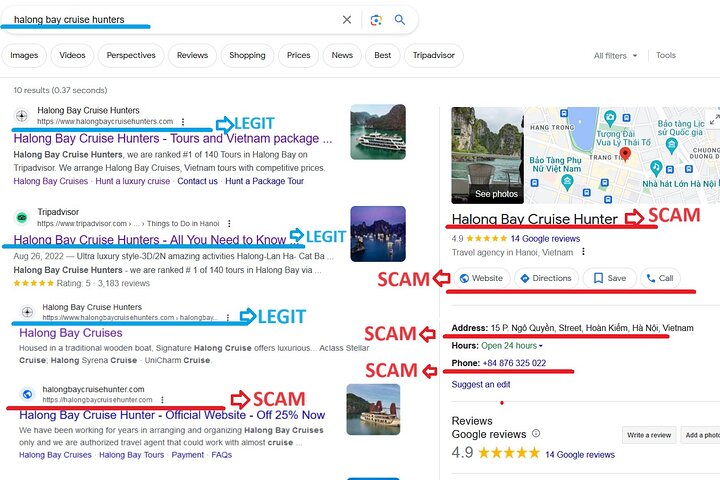 halong bay cruise hunters
Images
Videos
Perspectives
Reviews
Shopping
Prices
News
Best
Tripadvisor
All filters
Tools
10 results (0.37 seconds)
Halong Bay Cruise Hunters
https://www.halongbaycruisehunters.com
LEGIT
Halong Bay Cruise Hunters - Tours and Vietnam package ...
Halong Bay Cruise Hunters, we are ranked #1 of 140 Tours in Halong Bay on
Tripadvisor. We arrange Halong Bay Cruises, Vietnam tours with competitive prices.
Halong Bay Cruises · Hunt a luxury cruise · Contact us · Hunt a Package Tour
Tripadvisor
https://www.tripadvisor.com › ... › Things to Do in Hanoi
Halong Bay Cruise Hunters - All You Need to Know ...
LEGIT
Aug 26, 2022 — Ultra luxury style-3D/2N amazing activities Halong-Lan Ha- Cat Ba ...
Halong Bay Cruise Hunters - we are ranked # 1 of 140 tours in Halong Bay via ...
Rating: 5 · 3,183 reviews
Halong Bay Cruise Hunters
https://www.halongbaycruisehunters.com › halongbay...
LEGIT
Halong Bay Cruises
Housed in a traditional wooden boat, Signature Halong Cruise offers luxurious... Aclass Stellar
Cruise; Halong Syrena Cruise · UniCharm Cruise.
halongbaycruisehunter.com
https://halongbaycruisehunter.com
SCAM
Halong Bay Cruise Hunter - Official Website - Off 25% Now
We have been working for years in arranging and organizing Halong Bay Cruises
only and we are authorized travel agent that could work with almost cruise ...
Halong Bay Cruises · Halong Bay Tours · Payment · FAQs
See photos
HÀNG TRỐNG
Tượng Đài
Vua Lý Thái Tổ
Bảo tàng Lịc
sử Quốc gia
TRÀNG TIỀN
Bảo Tàng Phụ
Nữ Việt Nam
Nhà hát Lớn Hà Nội
Halong Bay Cruise Hunter
SCAM
4.9
14 Google reviews
Travel agency in Hanoi, Vietnam
SCAM
Website
Directions
Save
Call
SCAM
Address: 15 P. Ngô Quyền, Street, Hoàn Kiếm, Hà Nội, Vietnam
Hours: Open 24 hours
SCAM
Phone: +84 876 325 022
Suggest an edit
Reviews
Google reviews
Write a review
Add a photo
4.9
14 Google reviews